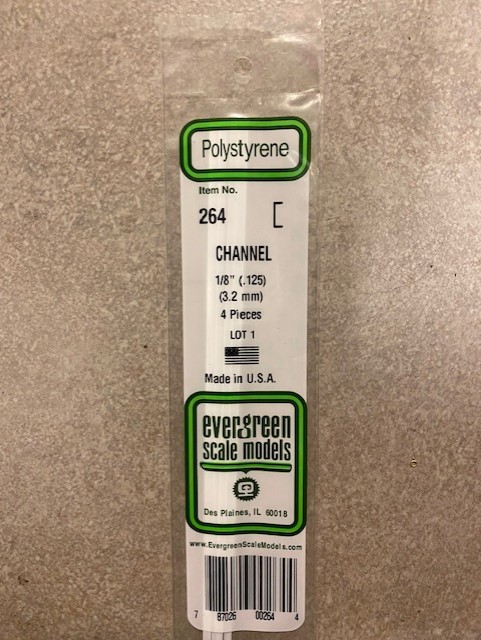 Polystyrene
Item No.
264
CHANNEL
1/8" (.125)
(3.2 mm)
4 Pieces
LOT 1
Made in U.S.A.
evergreen
scale models
Des Plaines, IL 60018
www.EvergreenScaleModels.com
7 87026 00264 4